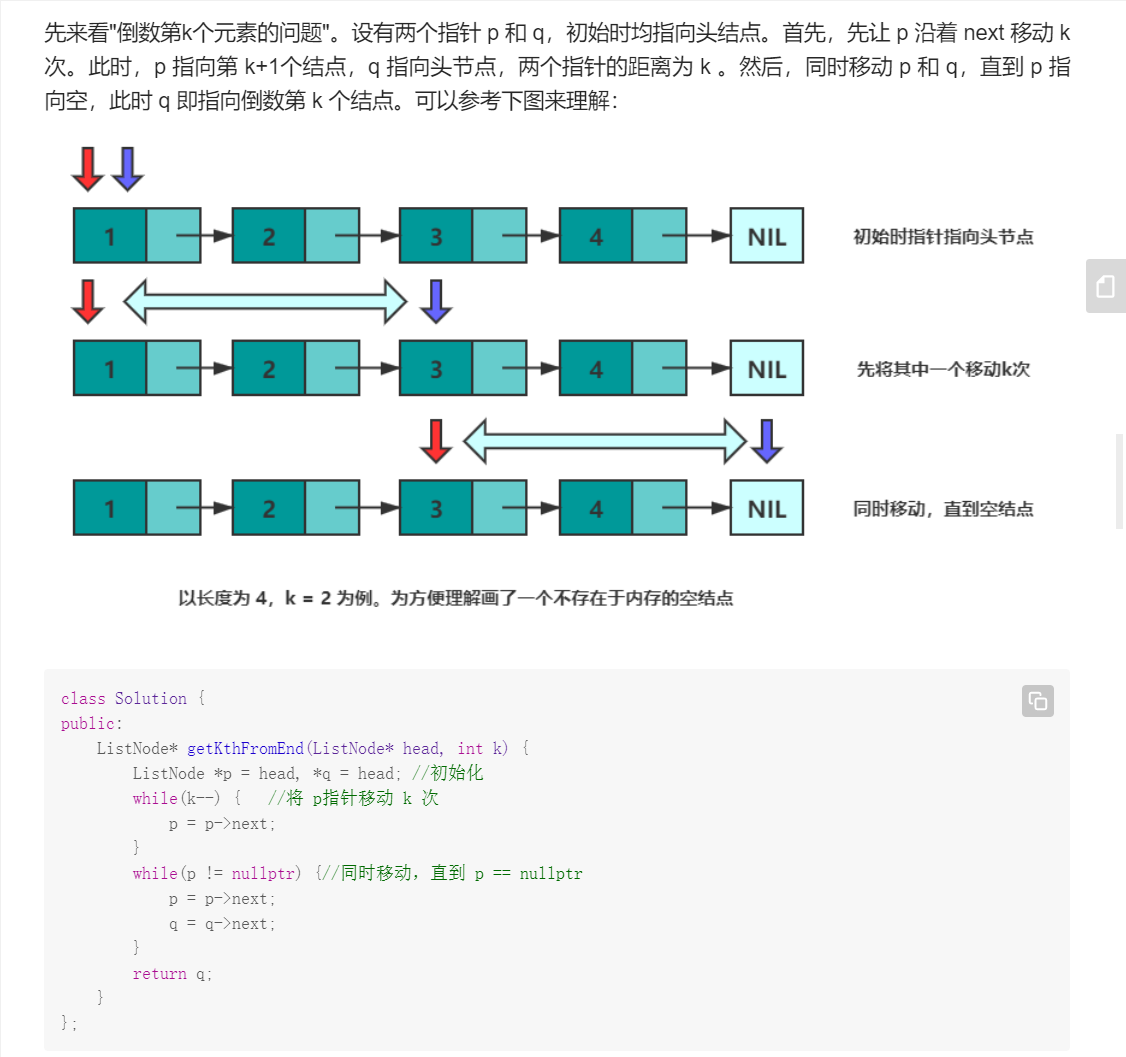 先来看"倒数第k个元素的问题"。设有两个指针 p 和 q，初始时均指向头结点。首先，先让 p 沿着 next 移动 k
次。此时，p 指向第 k+1个结点，q 指向头节点，两个指针的距离为 k 。然后，同时移动 p 和 q，直到 p 指
向空，此时 q 即指向倒数第 k 个结点。可以参考下图来理解：
1 2 3 4 NIL 初始时指针指向头节点
1 2 3 4 NIL 先将其中一个移动k次
1 2 3 4 NIL 同时移动，直到空结点
以长度为 4，k = 2 为例。为方便理解画了一个不存在于内存的空结点
class Solution {
public:
    ListNode* getKthFromEnd(ListNode* head, int k) {
        ListNode *p = head, *q = head; //初始化
        while(k--) {   //将 p指针移动 k 次
            p = p->next;
        }
        while(p != nullptr) {//同时移动，直到 p == nullptr
            p = p->next;
            q = q->next;
        }
        return q;
    }
};